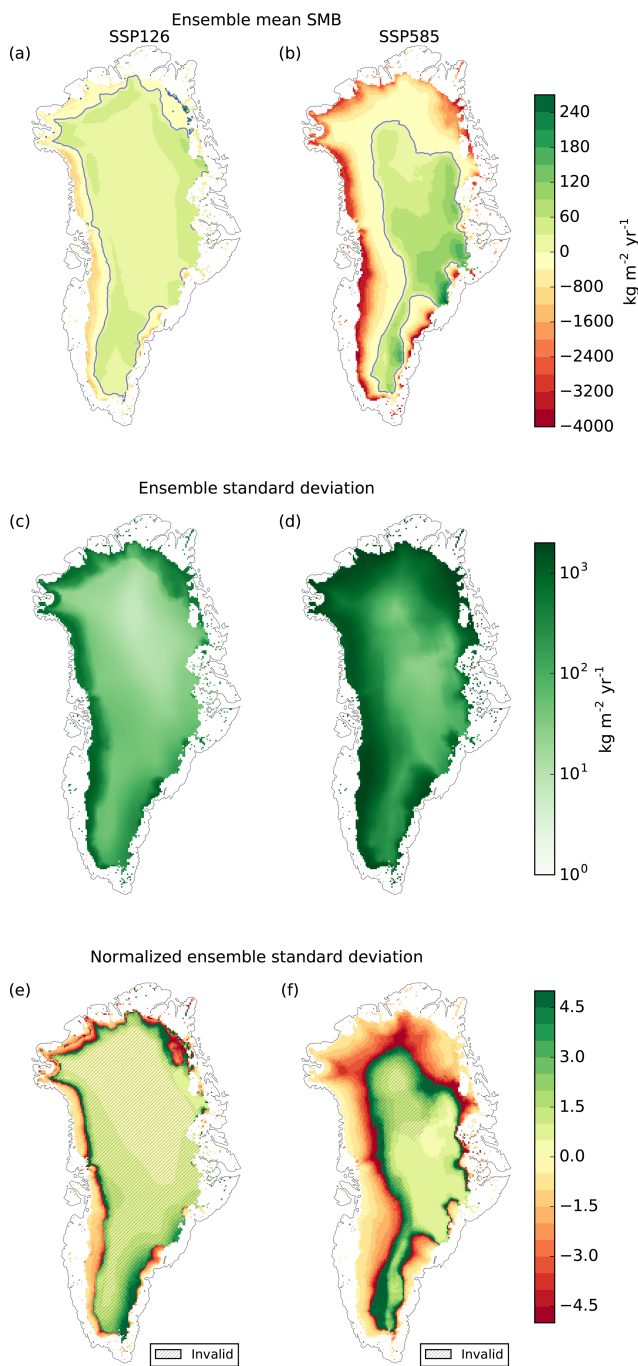 Ensemble mean SMB
SSP126 SSP585
(a) (b)
240
180
120
60
0
−800
−1600
−2400
−3200
−4000
kg m⁻² yr⁻¹
Ensemble standard deviation
(c) (d)
10³
10²
10¹
10⁰
kg m⁻² yr⁻¹
Normalized ensemble standard deviation
(e) (f)
4.5
3.0
1.5
0.0
−1.5
−3.0
−4.5
Invalid Invalid